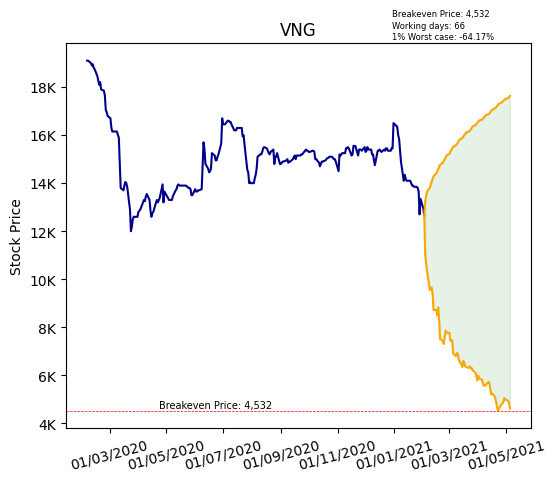 Breakeven Price: 4,532
Working days: 66
1% Worst case: -64.17%
VNG
Stock Price
18K
16K
14K
12K
10K
8K
6K
4K
Breakeven Price: 4,532
01/03/2020
01/05/2020
01/07/2020
01/09/2020
01/11/2020
01/01/2021
01/03/2021
01/05/2021